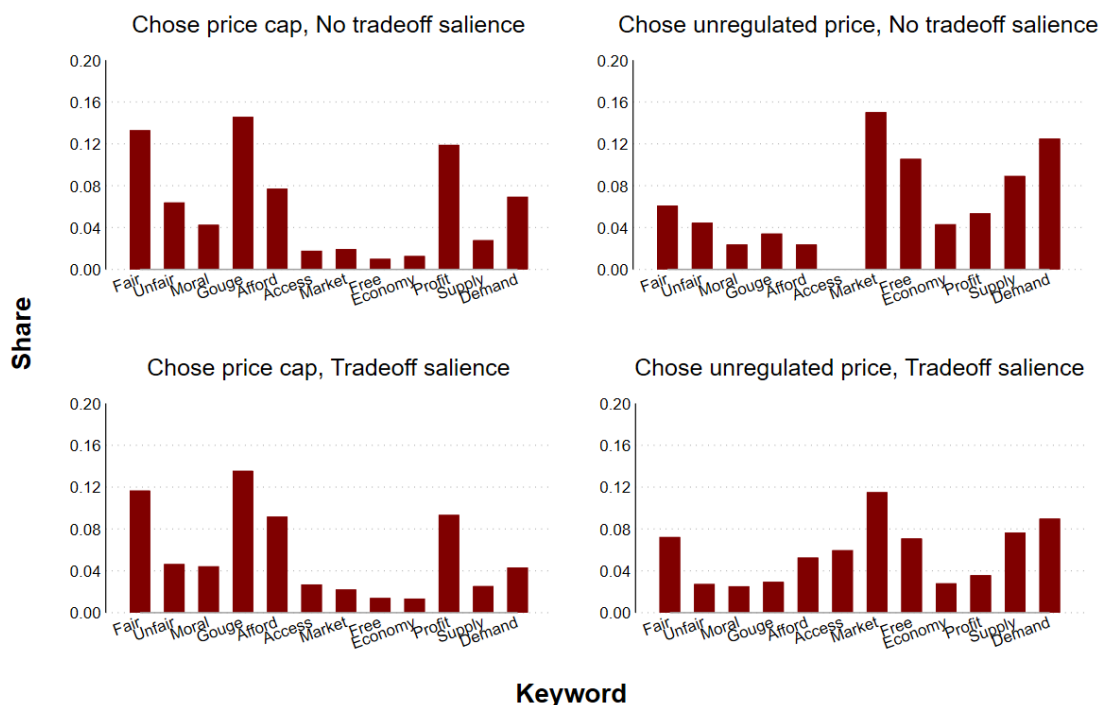 Chose price cap, No tradeoff salience
0.20
0.16
0.12
0.08
0.04
0.00
Fair
Unfair
Moral
Gouge
Afford
Access
Market
Free
Economy
Profit
Supply
Demand
Chose unregulated price, No tradeoff salience
0.20
0.16
0.12
0.08
0.04
0.00
Fair
Unfair
Moral
Gouge
Afford
Access
Market
Free
Economy
Profit
Supply
Demand
Share
Chose price cap, Tradeoff salience
0.20
0.16
0.12
0.08
0.04
0.00
Fair
Unfair
Moral
Gouge
Afford
Access
Market
Free
Economy
Profit
Supply
Demand
Chose unregulated price, Tradeoff salience
0.20
0.16
0.12
0.08
0.04
0.00
Fair
Unfair
Moral
Gouge
Afford
Access
Market
Free
Economy
Profit
Supply
Demand
Keyword